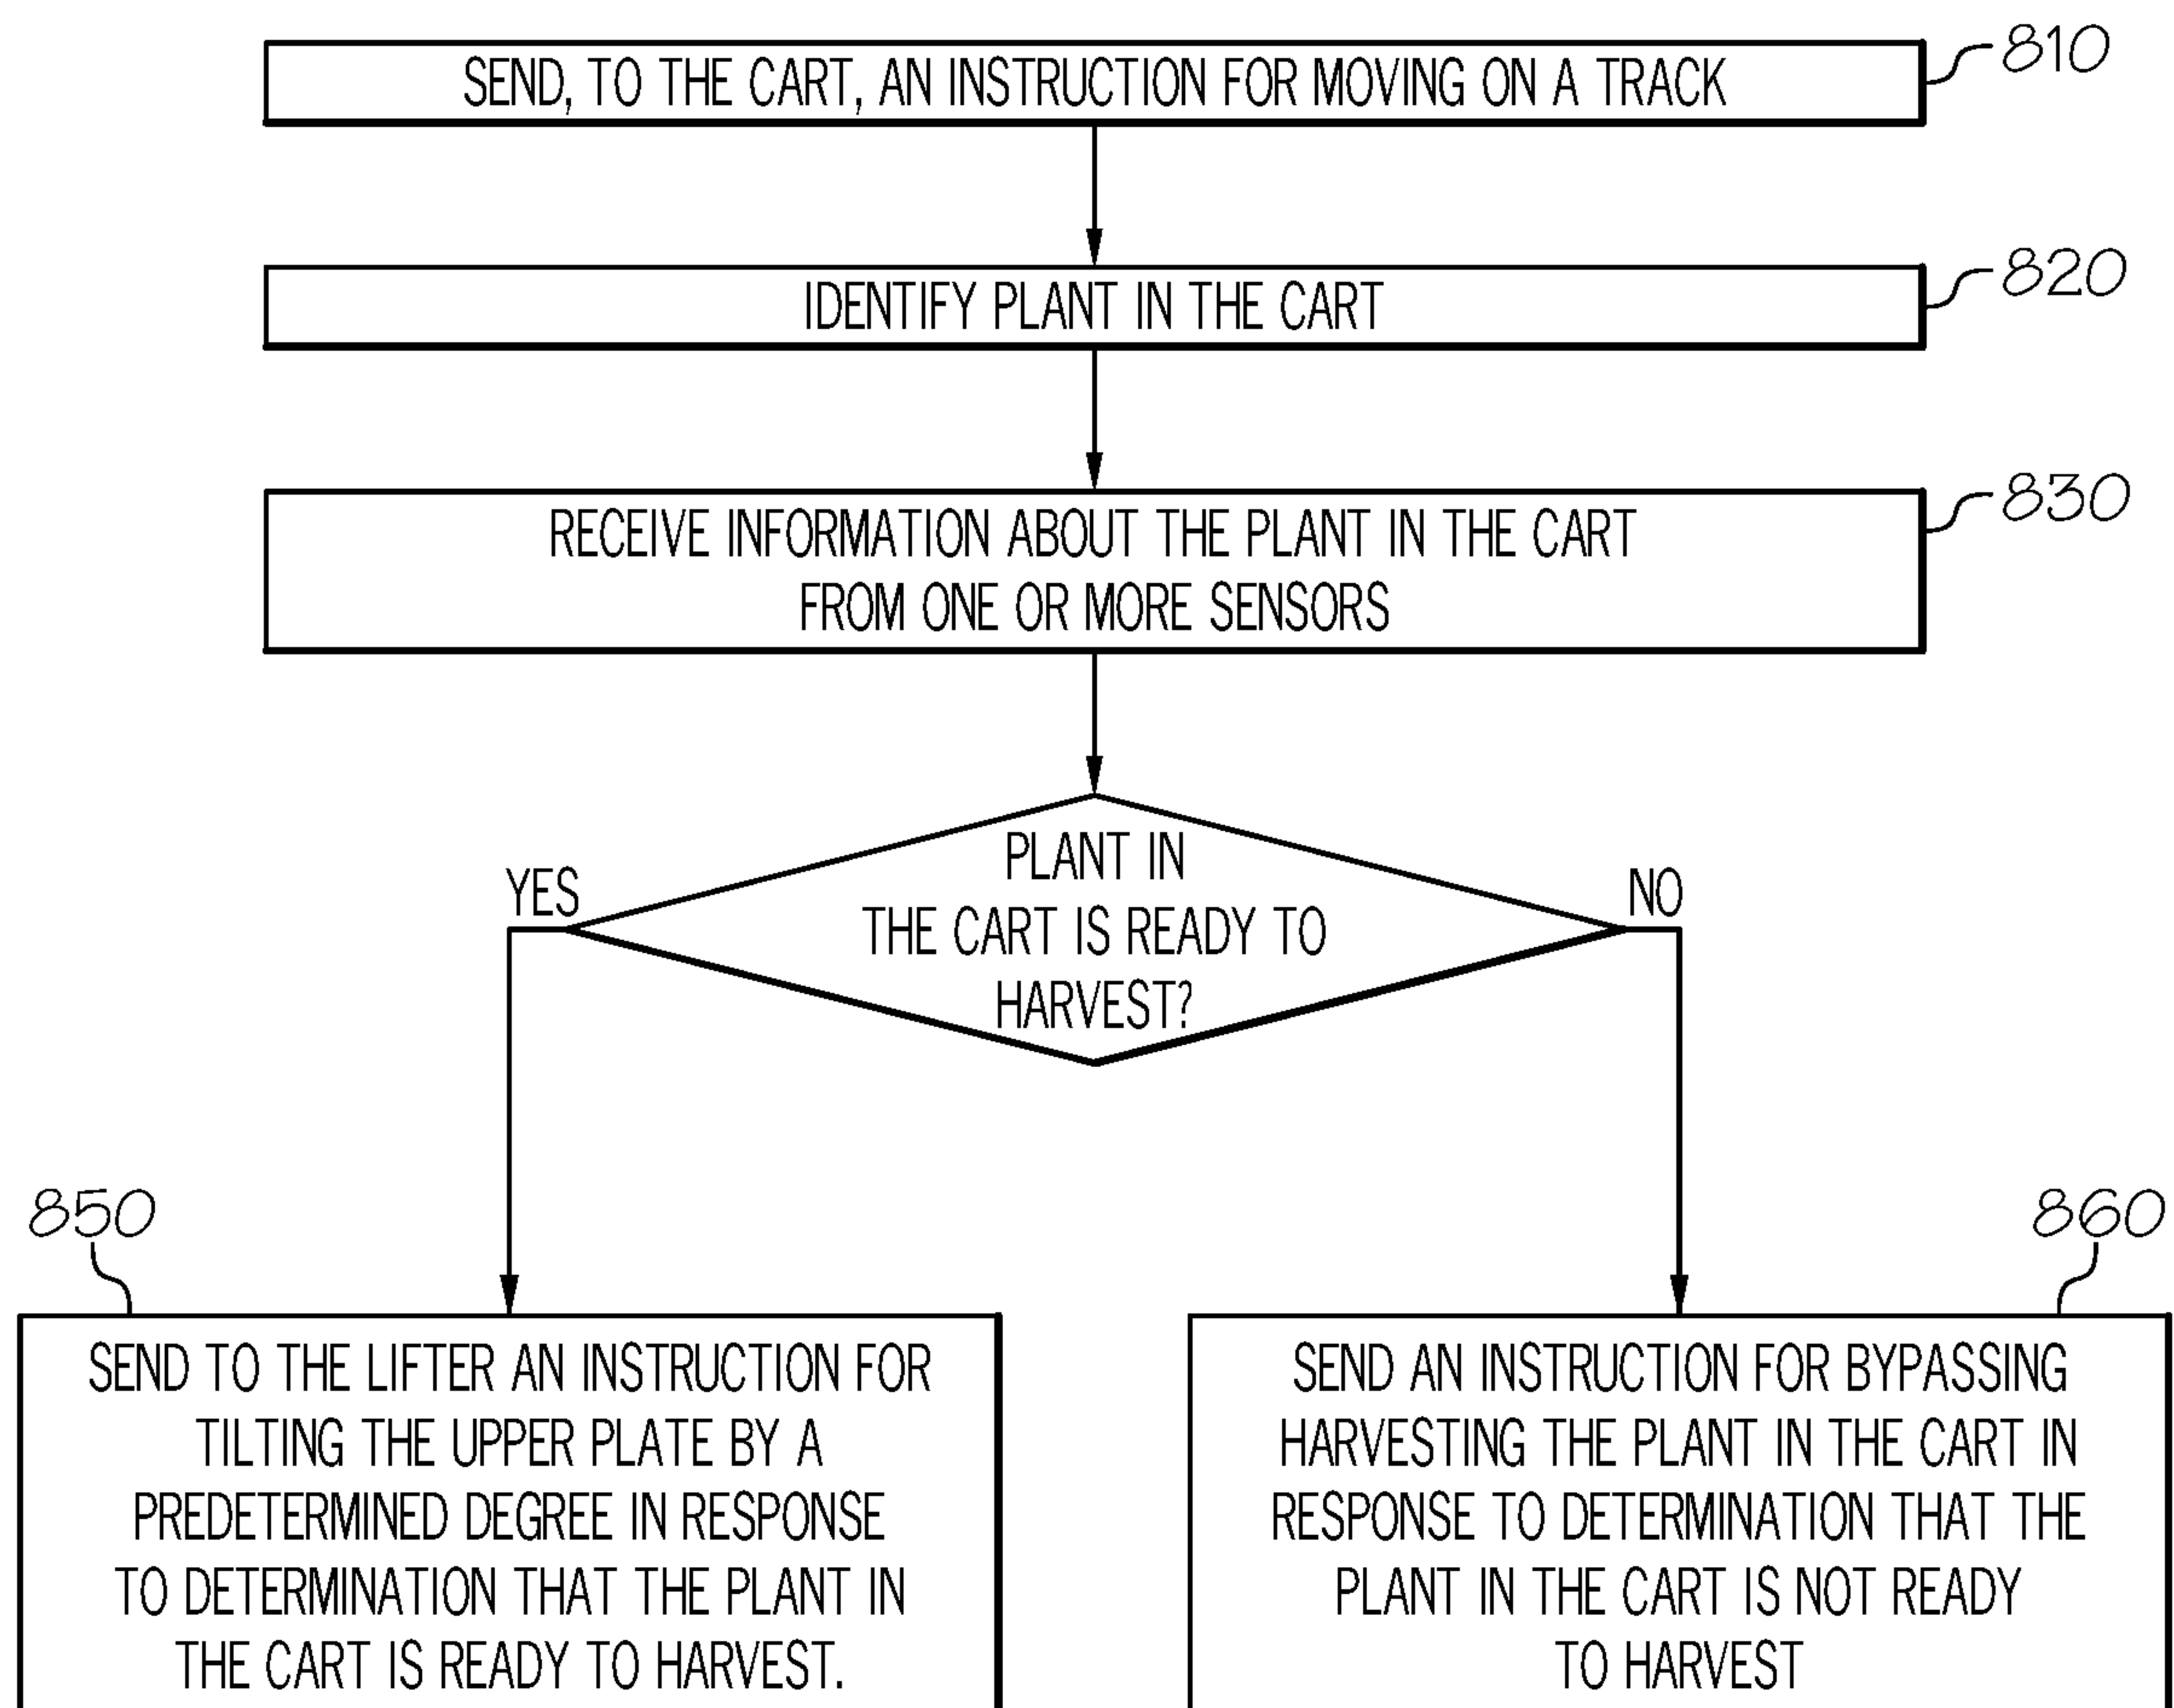 SEND, TO THE CART, AN INSTRUCTION FOR MOVING ON A TRACK
810
IDENTIFY PLANT IN THE CART
820
RECEIVE INFORMATION ABOUT THE PLANT IN THE CART
FROM ONE OR MORE SENSORS
830
PLANT IN
THE CART IS READY TO
HARVEST?
YES
NO
850
SEND TO THE LIFTER AN INSTRUCTION FOR
TILTING THE UPPER PLATE BY A
PREDETERMINED DEGREE IN RESPONSE
TO DETERMINATION THAT THE PLANT IN
THE CART IS READY TO HARVEST.
860
SEND AN INSTRUCTION FOR BYPASSING
HARVESTING THE PLANT IN THE CART IN
RESPONSE TO DETERMINATION THAT THE
PLANT IN THE CART IS NOT READY
TO HARVEST